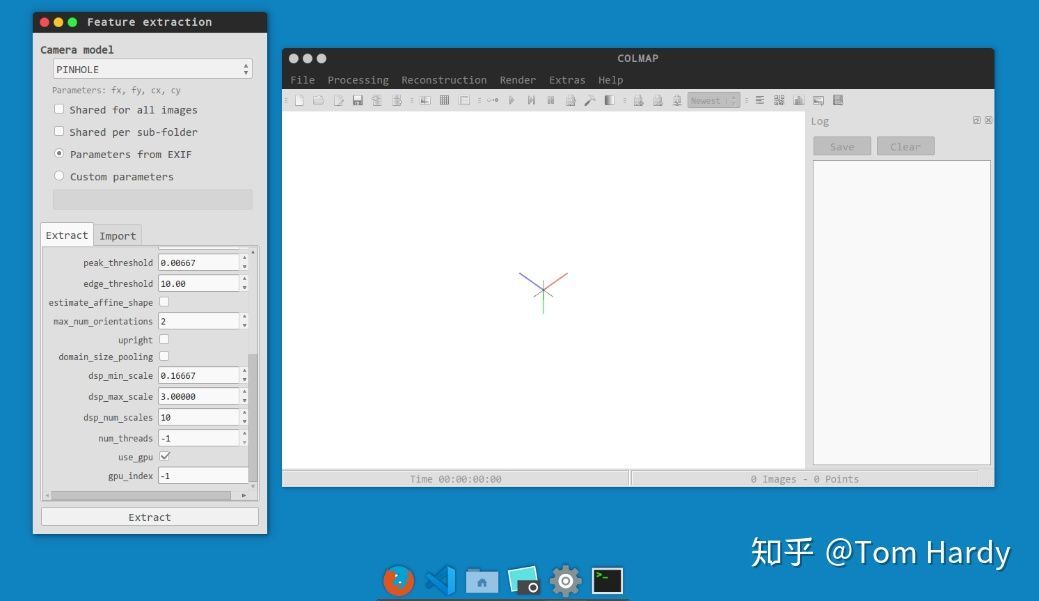 Feature extraction
Camera model
PINHOLE
Parameters: fx, fy, cx, cy
Shared for all images
Shared per sub-folder
Parameters from EXIF
Custom parameters
Extract Import
peak_threshold 0.00667
edge_threshold 10.00
estimate_affine_shape
max_num_orientations 2
upright
domain_size_pooling
dsp_min_scale 0.16667
dsp_max_scale 3.00000
dsp_num_scales 10
num_threads -1
use_gpu
gpu_index -1
Extract
COLMAP
File Processing Reconstruction Render Extras Help
Newest
Log
Save Clear
Time 00:00:00:00
0 Images - 0 Points
知乎 @Tom Hardy